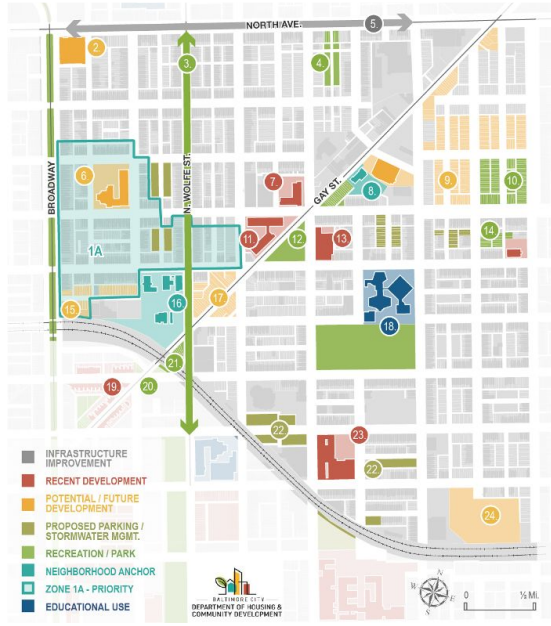 NORTH AVE.
5.
2
3.
4.
BROADWAY
N. WOLFE ST.
GAY ST.
6
7.
8.
9
10
1A
11
12
13
14
15
16
17
18.
19
20
21
22
23.
22
24.
INFRASTRUCTURE
IMPROVEMENT
RECENT DEVELOPMENT
POTENTIAL / FUTURE
DEVELOPMENT
PROPOSED PARKING /
STORMWATER MGMT.
RECREATION / PARK
NEIGHBORHOOD ANCHOR
ZONE 1A - PRIORITY
EDUCATIONAL USE
BALTIMORE CITY
DEPARTMENT OF HOUSING &
COMMUNITY DEVELOPMENT
N
W
E
S
0
½ Mi.